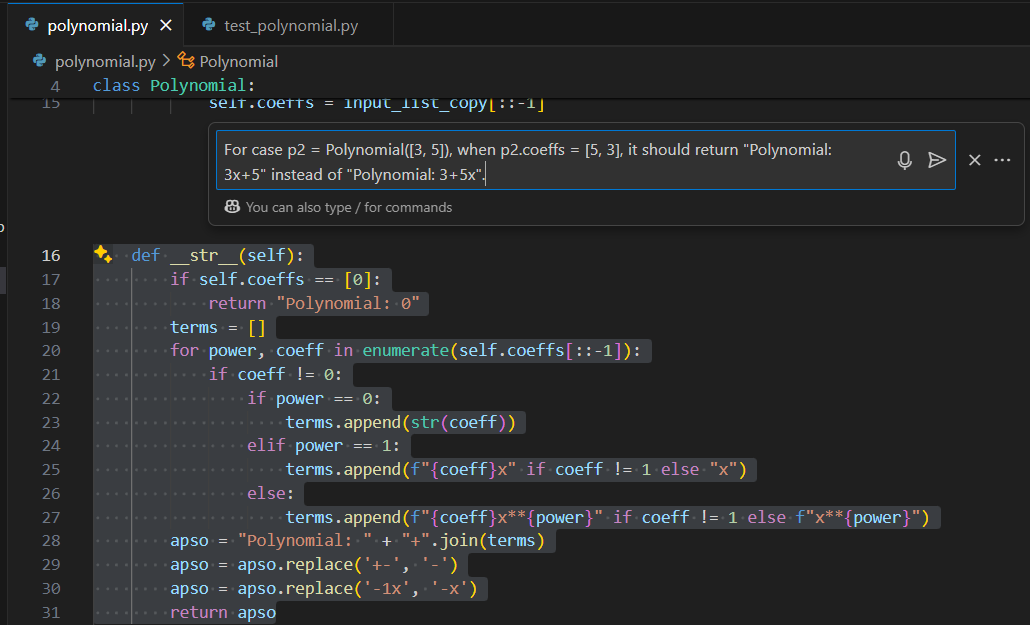 polynomial.py
test_polynomial.py
polynomial.py > Polynomial
4 class Polynomial:
15 self.coeffs = input_list_copy[::-1]
For case p2 = Polynomial([3, 5]), when p2.coeffs = [5, 3], it should return "Polynomial:
3x+5" instead of "Polynomial: 3+5x".
You can also type / for commands
16 def __str__(self):
17 if self.coeffs == [0]:
18 return "Polynomial: 0"
19 terms = []
20 for power, coeff in enumerate(self.coeffs[::-1]):
21 if coeff != 0:
22 if power == 0:
23 terms.append(str(coeff))
24 elif power == 1:
25 terms.append(f"{coeff}x" if coeff != 1 else "x")
26 else:
27 terms.append(f"{coeff}x**{power}" if coeff != 1 else f"x**{power}")
28 apso = "Polynomial: " + "+".join(terms)
29 apso = apso.replace('+-', '-')
30 apso = apso.replace('-1x', '-x')
31 return apso